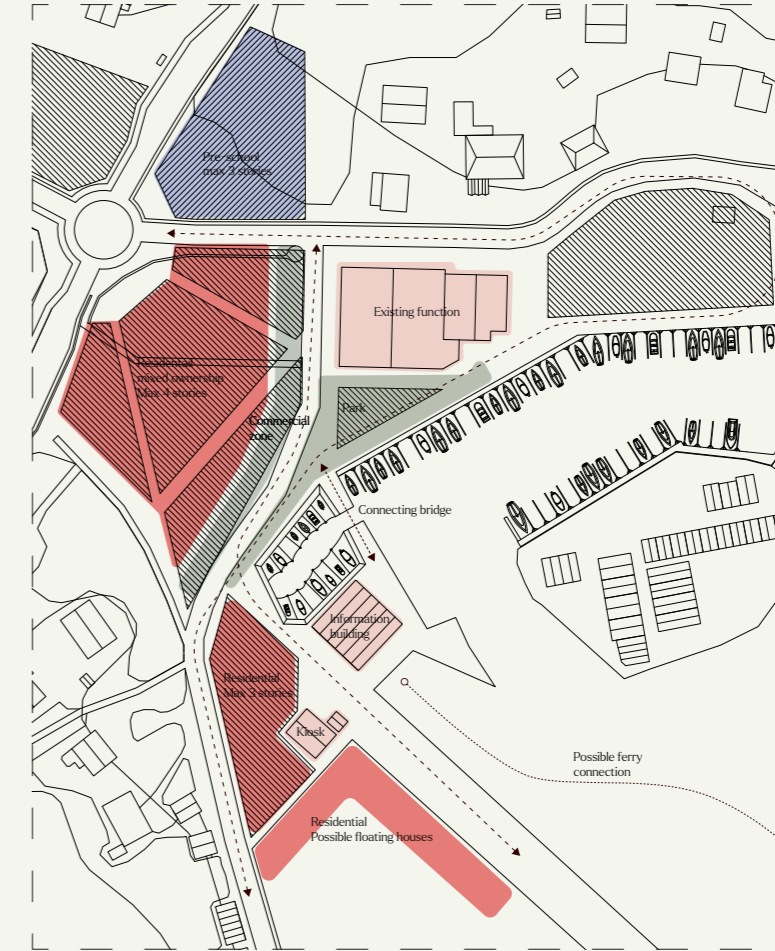 Pre-school
max 3 stories
Existing function
Residential
mixed ownership
Max 4 stories
Park
Commercial
zone
Connecting bridge
Information
building
Residential
Max 3 stories
Kiosk
Possible ferry
connection
Residential
Possible floating houses